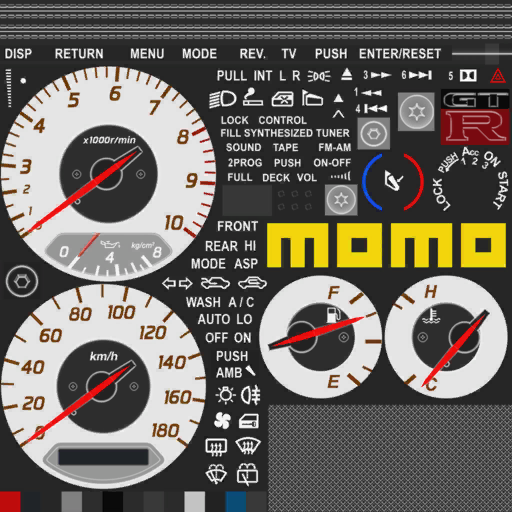 DISP RETURN MENU MODE REV. TV PUSH ENTER/RESET
PULL INT L R 3 6 5
1
4
LOCK CONTROL
FILL SYNTHESIZED TUNER
SOUND TAPE FM-AM
2PROG PUSH ON-OFF
FULL DECK VOL
GT
R
LOCK PUSH ACC ON START
1 2 3
1 2 3 4 5 6 7 8 9 10
x1000r/min
0 4 8
kg/cm²
FRONT
REAR HI
MODE ASP
WASH A/C
AUTO LO
OFF ON
PUSH
AMB
momo
F
E
H
C
0 20 40 60 80 100 120 140 160 180
km/h